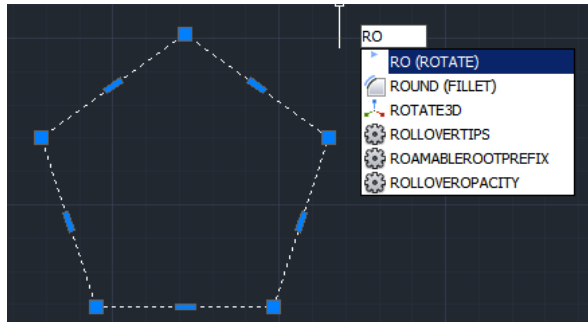 RO
RO (ROTATE)
ROUND (FILLET)
ROTATE3D
ROLLOVERTIPS
ROAMABLEROOTPREFIX
ROLLOVEROPACITY